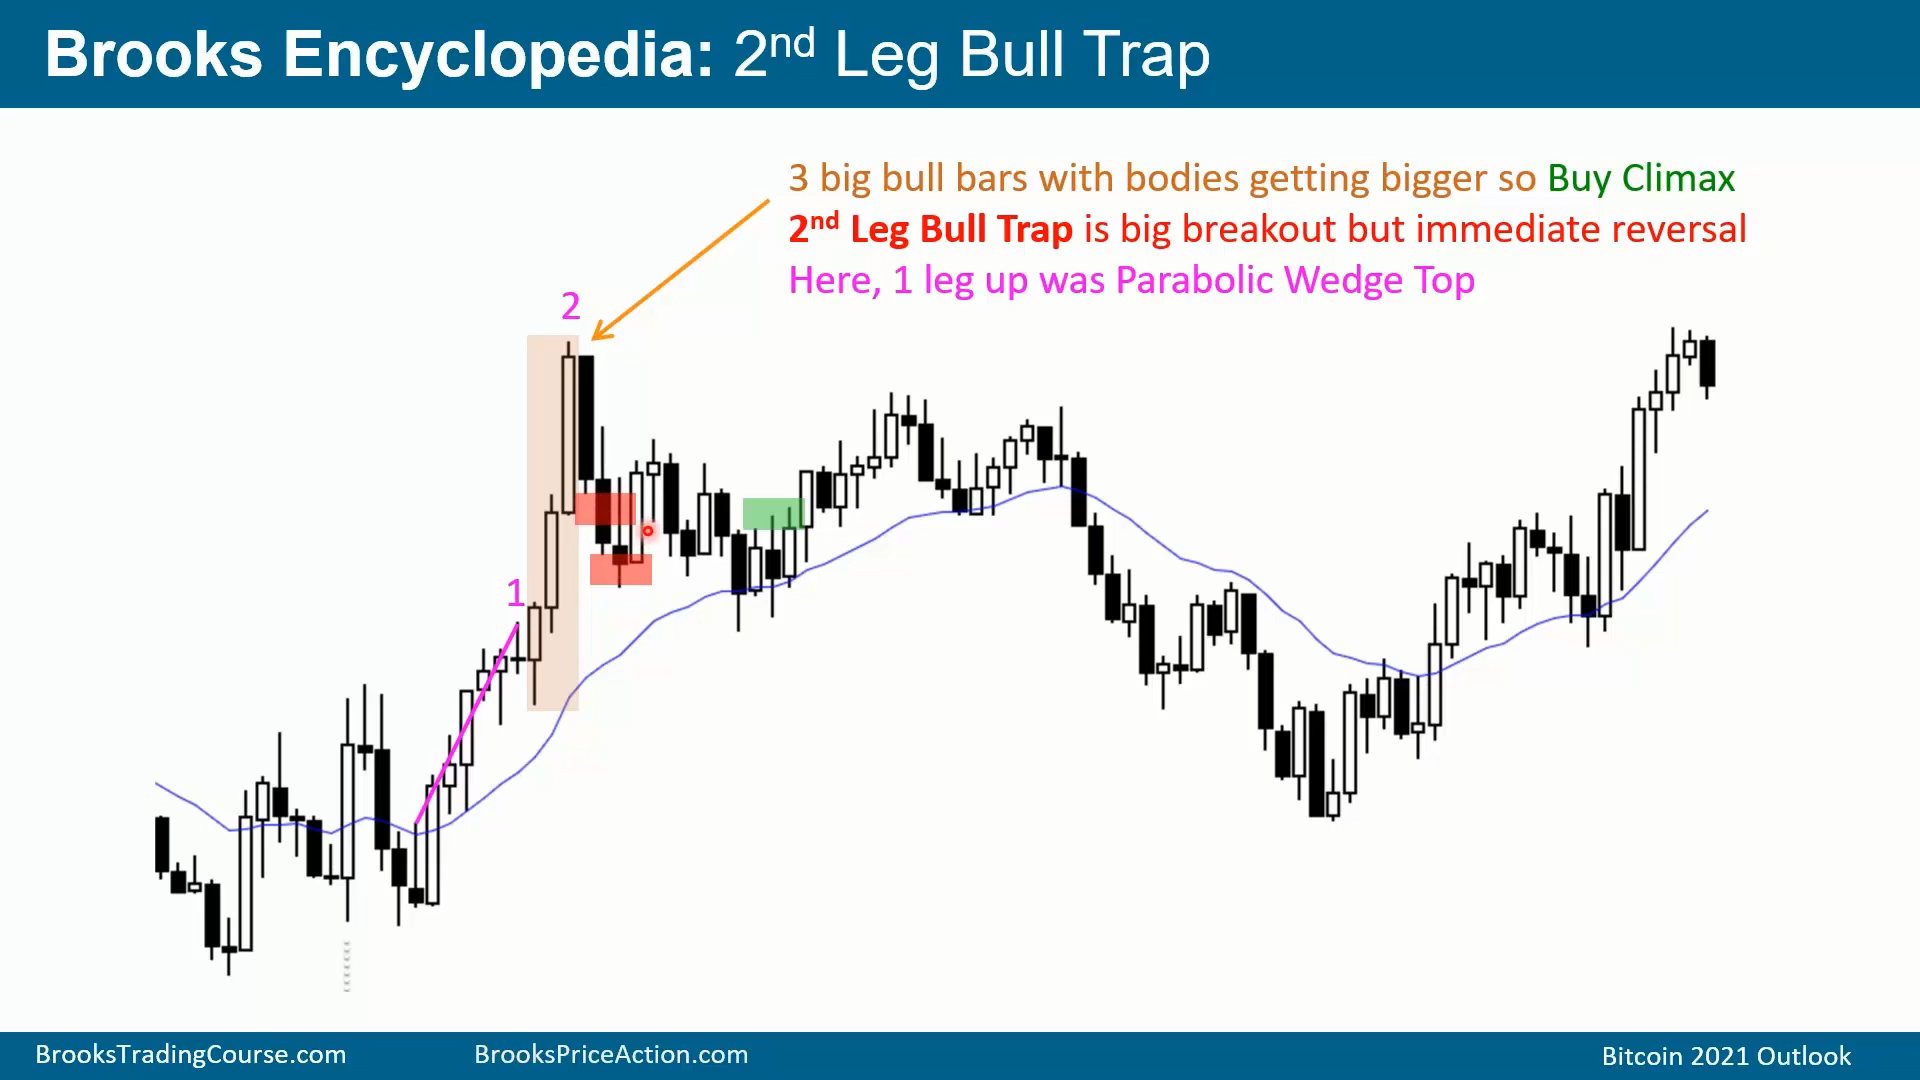 Brooks Encyclopedia: 2nd Leg Bull Trap
3 big bull bars with bodies getting bigger so Buy Climax
2nd Leg Bull Trap is big breakout but immediate reversal
Here, 1 leg up was Parabolic Wedge Top
2
1
BrooksTradingCourse.com
BrooksPriceAction.com
Bitcoin 2021 Outlook